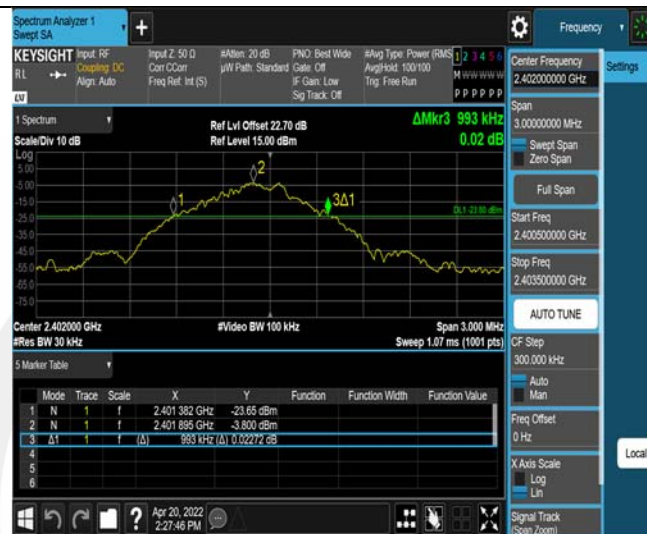 Spectrum Analyzer 1
Swept SA
+
Frequency
KEYSIGHT
RL
Input: RF
Coupling: DC
Align: Auto
Input Z: 50 Ω
Corr CCorr
Freq Ref: Int (S)
#Atten: 20 dB
µW Path: Standard
PNO: Best Wide
Gate: Off
IF Gain: Low
Sig Track: Off
#Avg Type: Power (RMS
Avg|Hold: 100/100
Trig: Free Run
1 2 3 4 5 6
M W W W W W
P P P P P P
1 Spectrum
Scale/Div 10 dB
Ref Lvl Offset 22.70 dB
Ref Level 15.00 dBm
ΔMkr3 993 kHz
0.02 dB
Log
5.00
-5.00
-15.0
-25.0
-35.0
-45.0
-55.0
-65.0
-75.0
1
2
3Δ1
DL1 -23.80 dBm
Center 2.402000 GHz
#Res BW 30 kHz
#Video BW 100 kHz
Span 3.000 MHz
Sweep 1.07 ms (1001 pts)
5 Marker Table
Mode Trace Scale X Y Function Function Width Function Value
1 N 1 f 2.401 382 GHz -23.65 dBm
2 N 1 f 2.401 895 GHz -3.800 dBm
3 Δ1 1 f (Δ) 993 kHz (Δ) 0.02272 dB
4
5
6
Apr 20, 2022
2:27:46 PM
Center Frequency
2.402000000 GHz
Settings
Span
3.00000000 MHz
Swept Span
Zero Span
Full Span
Start Freq
2.400500000 GHz
Stop Freq
2.403500000 GHz
AUTO TUNE
CF Step
300.000 kHz
Auto
Man
Freq Offset
0 Hz
X Axis Scale
Log
Lin
Local
Signal Track
(Span Zoom)